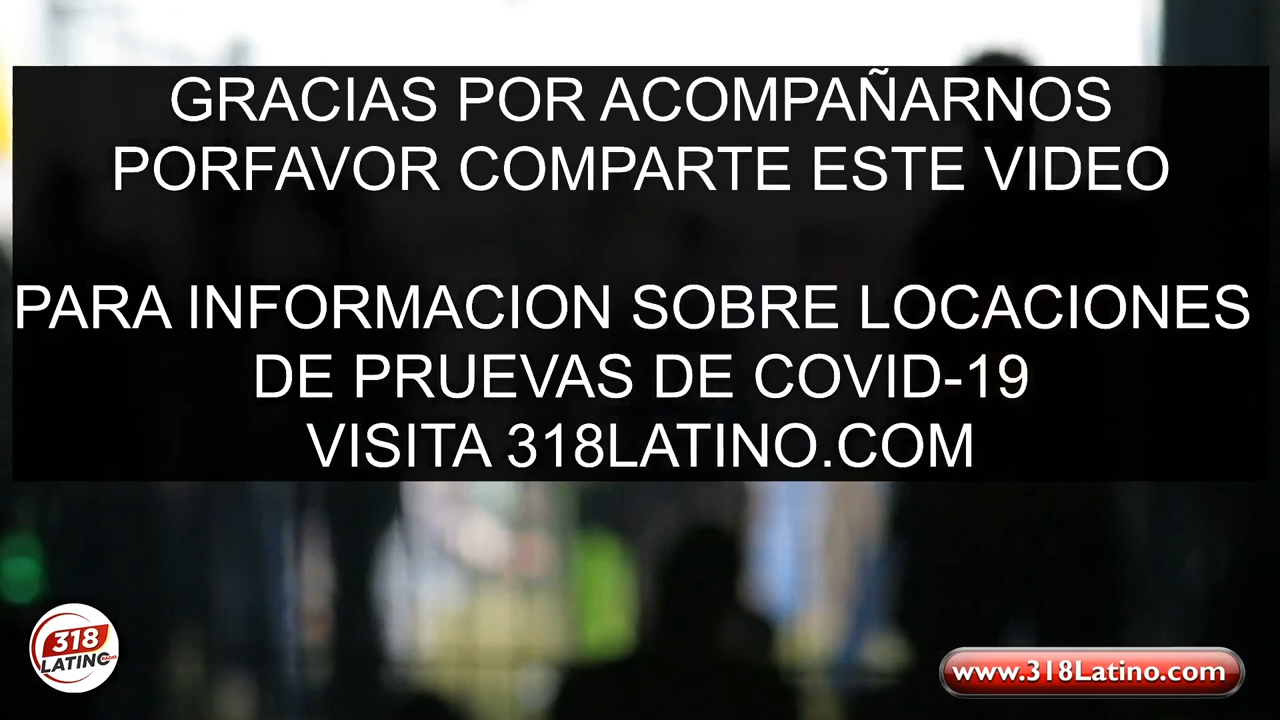 GRACIAS POR ACOMPAÑARNOS
PORFAVOR COMPARTE ESTE VIDEO
PARA INFORMACION SOBRE LOCACIONES
DE PRUEVAS DE COVID-19
VISITA 318LATINO.COM
318
LATINO
RADIO
www.318Latino.com